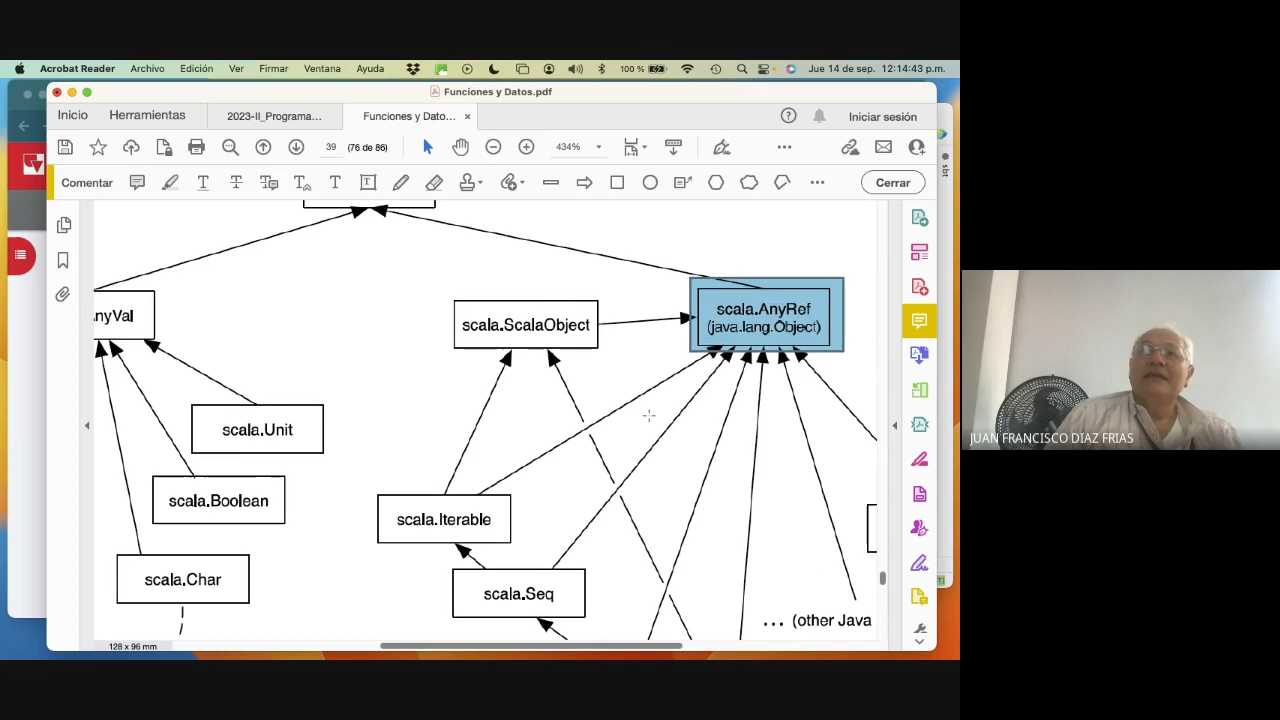 Acrobat Reader Archivo Edición Ver Firmar Ventana Ayuda 100 % Jue 14 de sep. 12:14:43 p.m.
Funciones y Datos.pdf
Inicio Herramientas 2023-II_Programa... Funciones y Dato... × Iniciar sesión
39 (76 de 86) 434%
Comentar Cerrar
sbt
scala.AnyRef
(java.lang.Object)
nyVal
scala.ScalaObject
scala.Unit
scala.Boolean
scala.Iterable
scala.Char
scala.Seq
... (other Java
128 x 96 mm
JUAN FRANCISCO DIAZ FRIAS